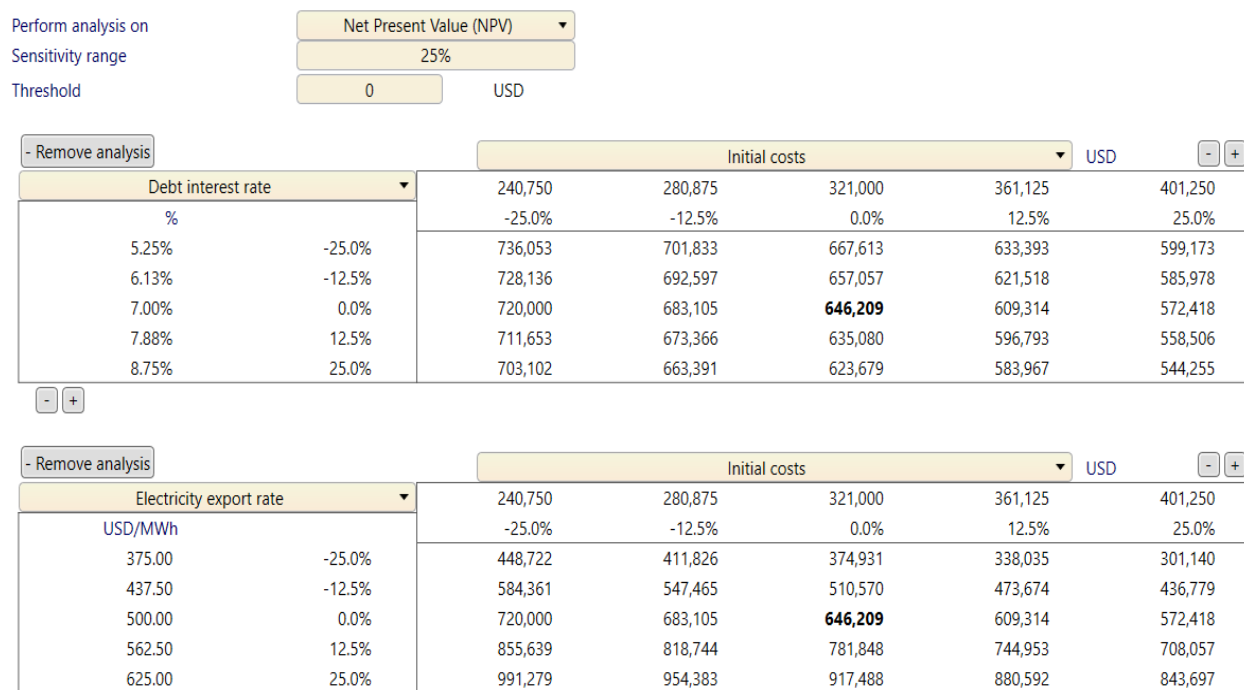 Perform analysis on Net Present Value (NPV)
Sensitivity range 25%
Threshold 0 USD
- Remove analysis Initial costs USD - +
Debt interest rate 240,750 280,875 321,000 361,125 401,250
% -25.0% -12.5% 0.0% 12.5% 25.0%
5.25% -25.0% 736,053 701,833 667,613 633,393 599,173
6.13% -12.5% 728,136 692,597 657,057 621,518 585,978
7.00% 0.0% 720,000 683,105 646,209 609,314 572,418
7.88% 12.5% 711,653 673,366 635,080 596,793 558,506
8.75% 25.0% 703,102 663,391 623,679 583,967 544,255
- +
- Remove analysis Initial costs USD - +
Electricity export rate 240,750 280,875 321,000 361,125 401,250
USD/MWh -25.0% -12.5% 0.0% 12.5% 25.0%
375.00 -25.0% 448,722 411,826 374,931 338,035 301,140
437.50 -12.5% 584,361 547,465 510,570 473,674 436,779
500.00 0.0% 720,000 683,105 646,209 609,314 572,418
562.50 12.5% 855,639 818,744 781,848 744,953 708,057
625.00 25.0% 991,279 954,383 917,488 880,592 843,697